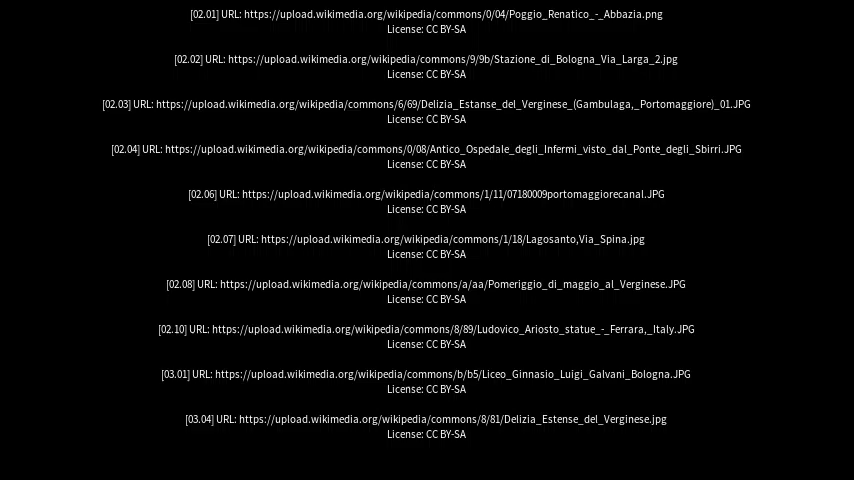 [02.01] URL: https://upload.wikimedia.org/wikipedia/commons/0/04/Poggio_Renatico_-_Abbazia.png
License: CC BY-SA
[02.02] URL: https://upload.wikimedia.org/wikipedia/commons/9/9b/Stazione_di_Bologna_Via_Larga_2.jpg
License: CC BY-SA
[02.03] URL: https://upload.wikimedia.org/wikipedia/commons/6/69/Delizia_Estanse_del_Verginese_(Gambulaga,_Portomaggiore)_01.JPG
License: CC BY-SA
[02.04] URL: https://upload.wikimedia.org/wikipedia/commons/0/08/Antico_Ospedale_degli_Infermi_visto_dal_Ponte_degli_Sbirri.JPG
License: CC BY-SA
[02.06] URL: https://upload.wikimedia.org/wikipedia/commons/1/11/07180009portomaggiorecanal.JPG
License: CC BY-SA
[02.07] URL: https://upload.wikimedia.org/wikipedia/commons/1/18/Lagosanto,Via_Spina.jpg
License: CC BY-SA
[02.08] URL: https://upload.wikimedia.org/wikipedia/commons/a/aa/Pomeriggio_di_maggio_al_Verginese.JPG
License: CC BY-SA
[02.10] URL: https://upload.wikimedia.org/wikipedia/commons/8/89/Ludovico_Ariosto_statue_-_Ferrara,_Italy.JPG
License: CC BY-SA
[03.01] URL: https://upload.wikimedia.org/wikipedia/commons/b/b5/Liceo_Ginnasio_Luigi_Galvani_Bologna.JPG
License: CC BY-SA
[03.04] URL: https://upload.wikimedia.org/wikipedia/commons/8/81/Delizia_Estense_del_Verginese.jpg
License: CC BY-SA